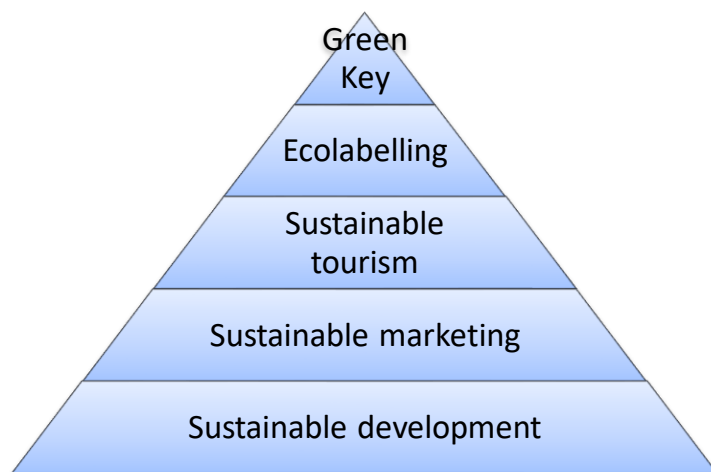 Green
Key
Ecolabelling
Sustainable
tourism
Sustainable marketing
Sustainable development